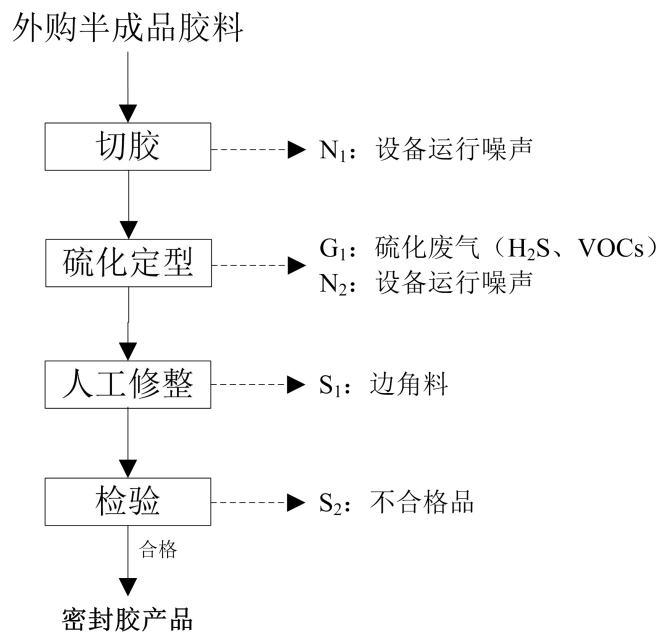 外购半成品胶料
切胶
N₁：设备运行噪声
硫化定型
G₁：硫化废气（H₂S、VOCs）
N₂：设备运行噪声
人工修整
S₁：边角料
检验
S₂：不合格品
合格
密封胶产品